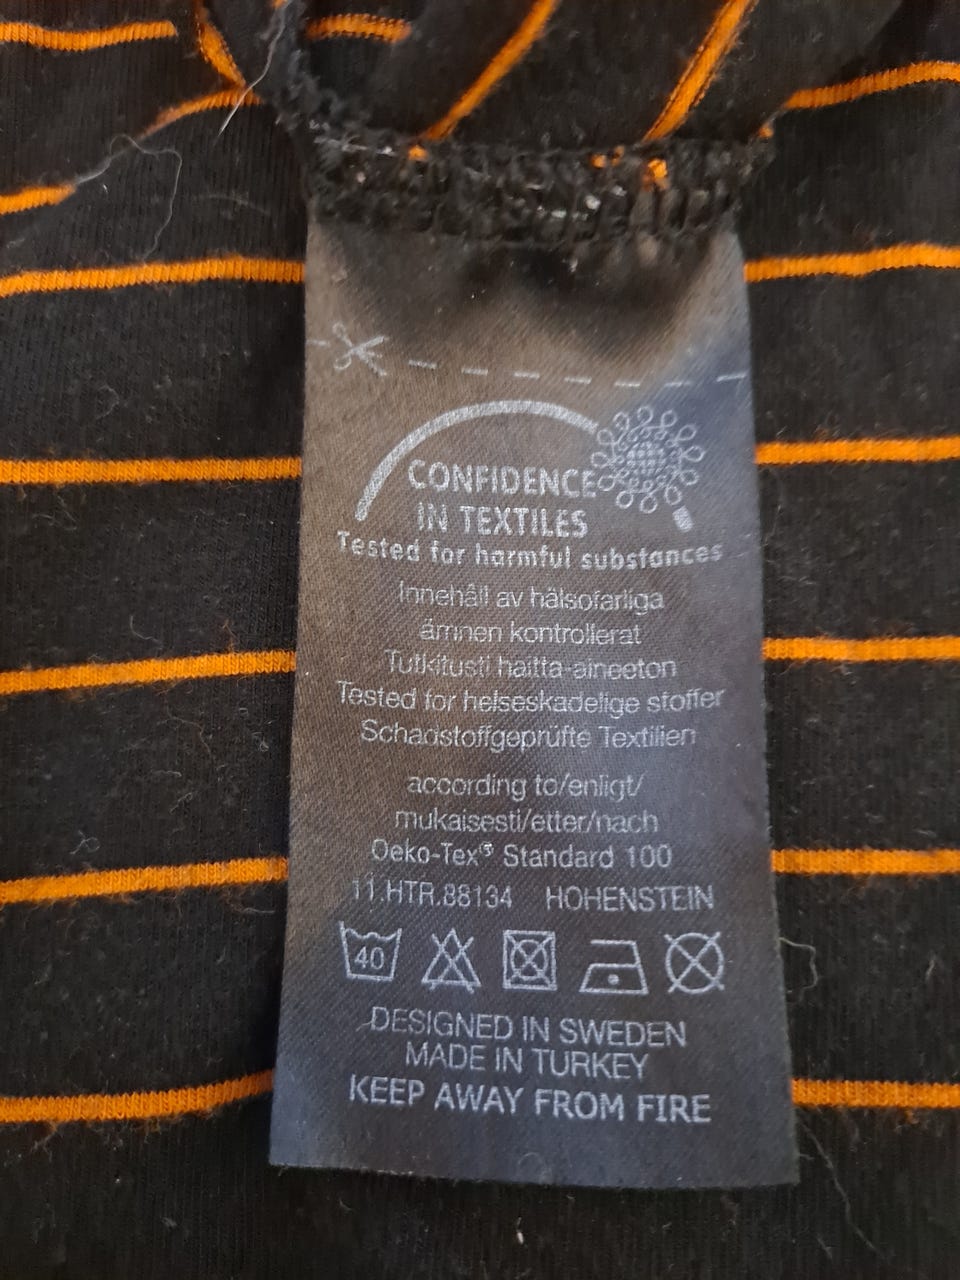 CONFIDENCE
IN TEXTILES
Tested for harmful substances
Innehåll av hälsofarliga
ämnen kontrollerat
Tutkitusti haitta-aineeton
Tested for helseskadelige stoffer
Schadstoffgeprüfte Textilien
according to/enligt/
mukaisesti/etter/nach
Oeko-Tex® Standard 100
11.HTR.88134 HOHENSTEIN
40
DESIGNED IN SWEDEN
MADE IN TURKEY
KEEP AWAY FROM FIRE